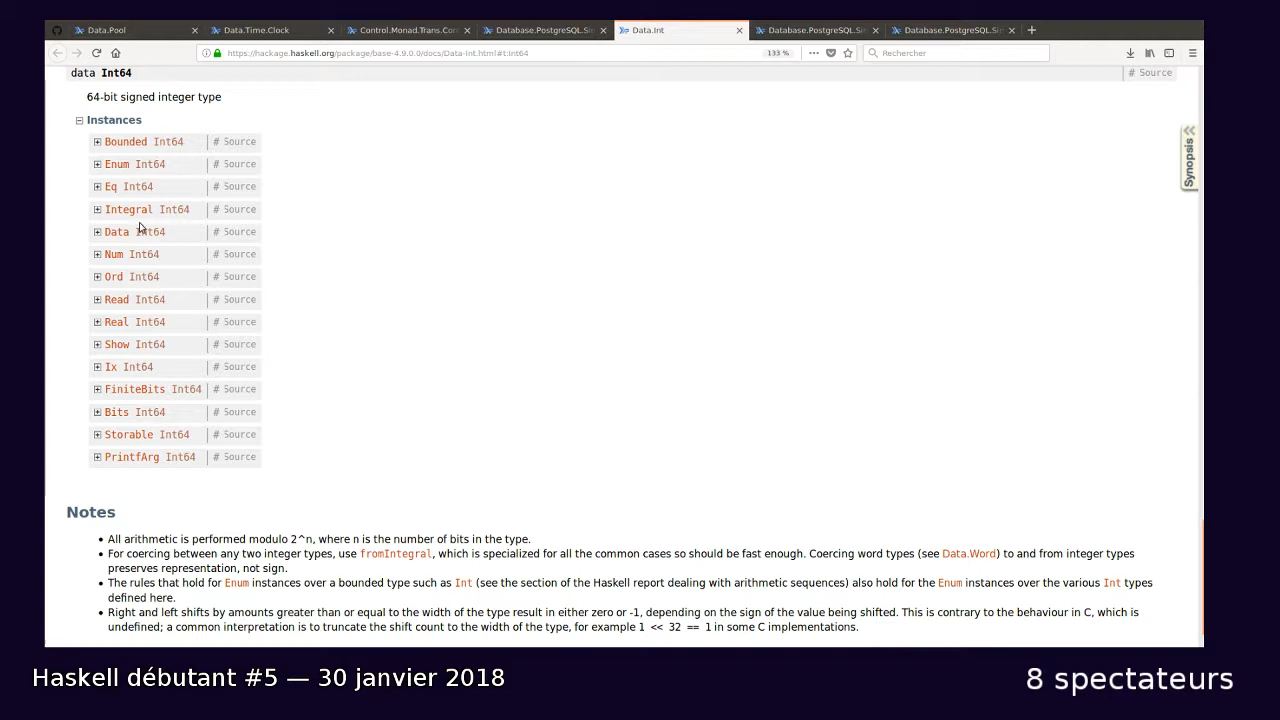 Data.Pool
Data.Time.Clock
Control.Monad.Trans.Con
Database.PostgreSQL.Sim
Data.Int
Database.PostgreSQL.Sim
Database.PostgreSQL.Sim
https://hackage.haskell.org/package/base-4.9.0.0/docs/Data-Int.html#t:Int64
133 %
Rechercher
data Int64
# Source
64-bit signed integer type
Instances
Bounded Int64 # Source
Enum Int64 # Source
Eq Int64 # Source
Integral Int64 # Source
Data Int64 # Source
Num Int64 # Source
Ord Int64 # Source
Read Int64 # Source
Real Int64 # Source
Show Int64 # Source
Ix Int64 # Source
FiniteBits Int64 # Source
Bits Int64 # Source
Storable Int64 # Source
PrintfArg Int64 # Source
Synopsis
Notes
• All arithmetic is performed modulo 2^n, where n is the number of bits in the type.
• For coercing between any two integer types, use fromIntegral, which is specialized for all the common cases so should be fast enough. Coercing word types (see Data.Word) to and from integer types
preserves representation, not sign.
• The rules that hold for Enum instances over a bounded type such as Int (see the section of the Haskell report dealing with arithmetic sequences) also hold for the Enum instances over the various Int types
defined here.
• Right and left shifts by amounts greater than or equal to the width of the type result in either zero or -1, depending on the sign of the value being shifted. This is contrary to the behaviour in C, which is
undefined; a common interpretation is to truncate the shift count to the width of the type, for example 1 << 32 == 1 in some C implementations.
Haskell débutant #5 — 30 janvier 2018
8 spectateurs